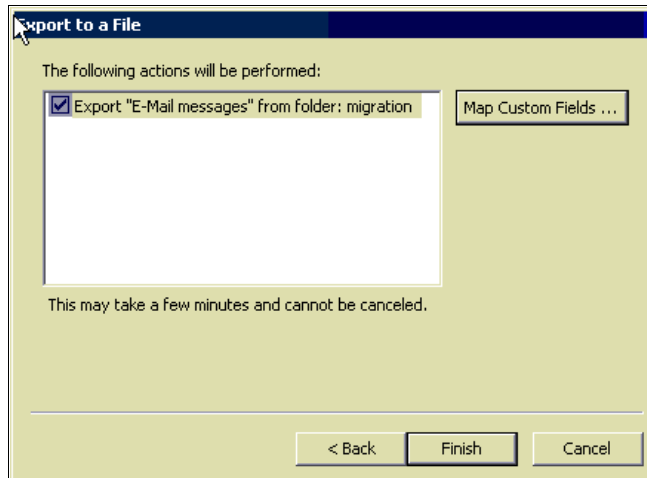 Export to a File
The following actions will be performed:
Export "E-Mail messages" from folder: migration
Map Custom Fields ...
This may take a few minutes and cannot be canceled.
< Back
Finish
Cancel